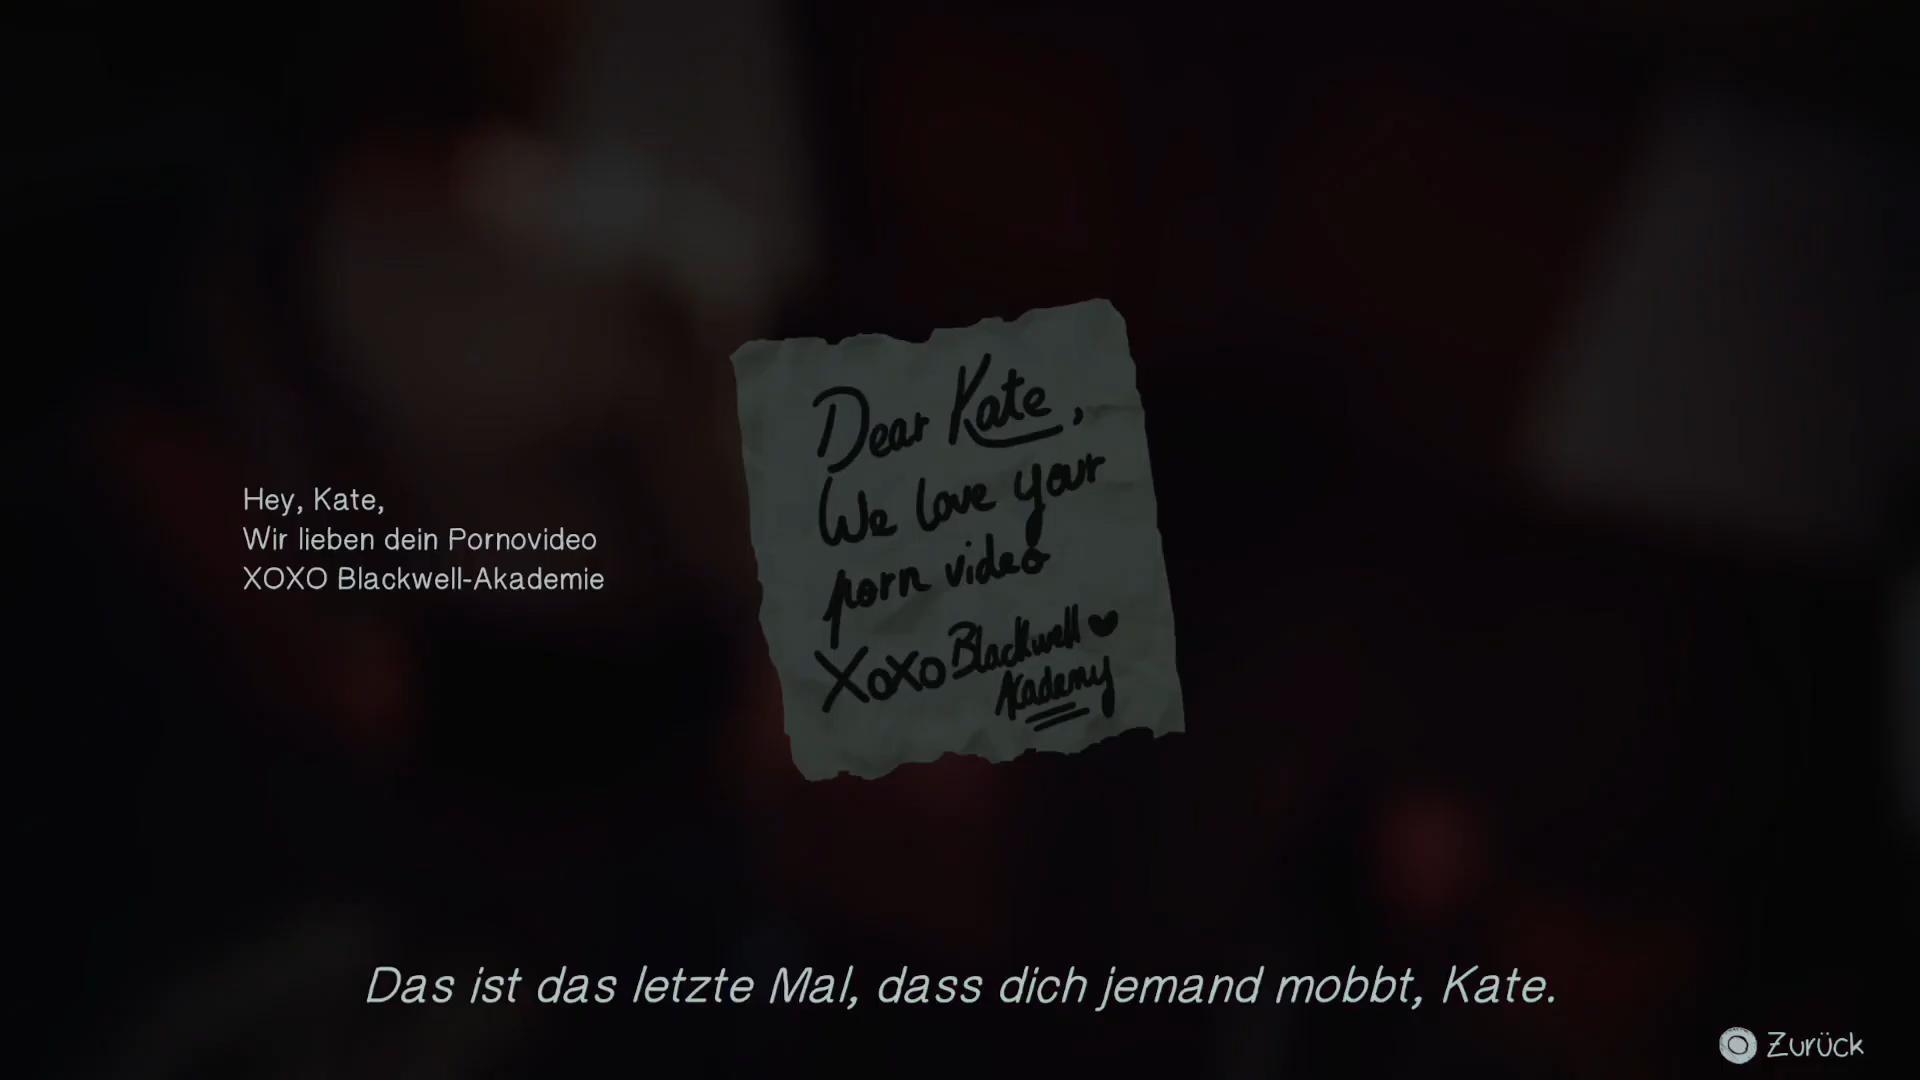 Dear Kate,
We love your
porn video
XoXo Blackwell
Akademy
Hey, Kate,
Wir lieben dein Pornovideo
XOXO Blackwell-Akademie
Das ist das letzte Mal, dass dich jemand mobbt, Kate.
Zurück